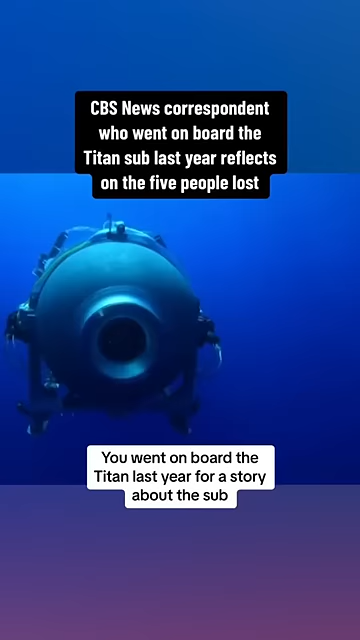 CBS News correspondent
who went on board the
Titan sub last year reflects
on the five people lost
You went on board the
Titan last year for a story
about the sub